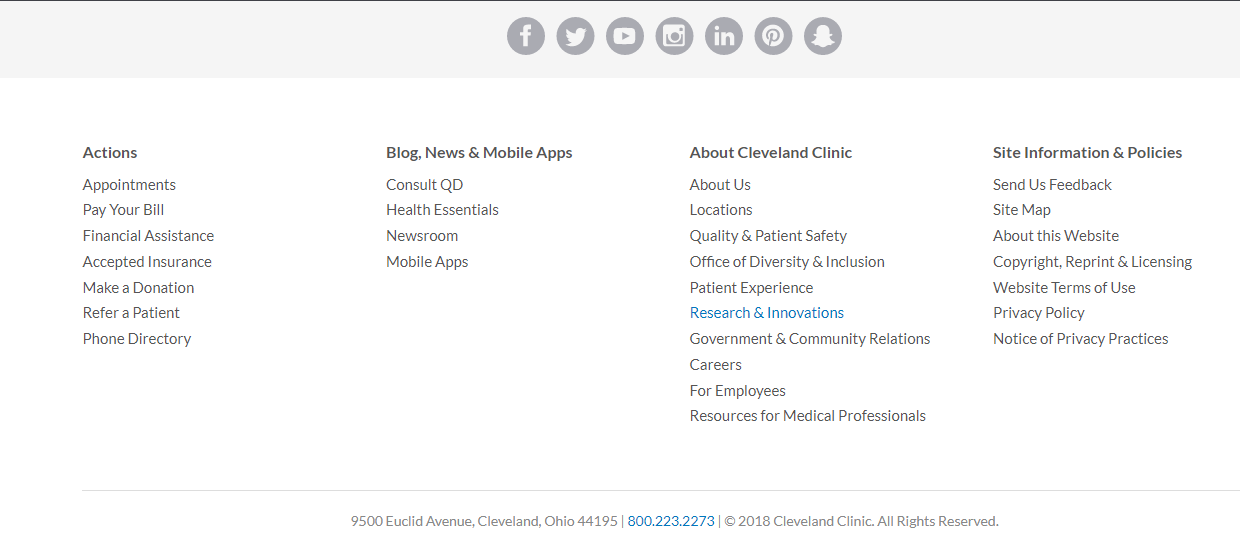 Actions
Appointments
Pay Your Bill
Financial Assistance
Accepted Insurance
Make a Donation
Refer a Patient
Phone Directory
Blog, News & Mobile Apps
Consult QD
Health Essentials
Newsroom
Mobile Apps
About Cleveland Clinic
About Us
Locations
Quality & Patient Safety
Office of Diversity & Inclusion
Patient Experience
Research & Innovations
Government & Community Relations
Careers
For Employees
Resources for Medical Professionals
Site Information & Policies
Send Us Feedback
Site Map
About this Website
Copyright, Reprint & Licensing
Website Terms of Use
Privacy Policy
Notice of Privacy Practices
9500 Euclid Avenue, Cleveland, Ohio 44195 | 800.223.2273 | © 2018 Cleveland Clinic. All Rights Reserved.